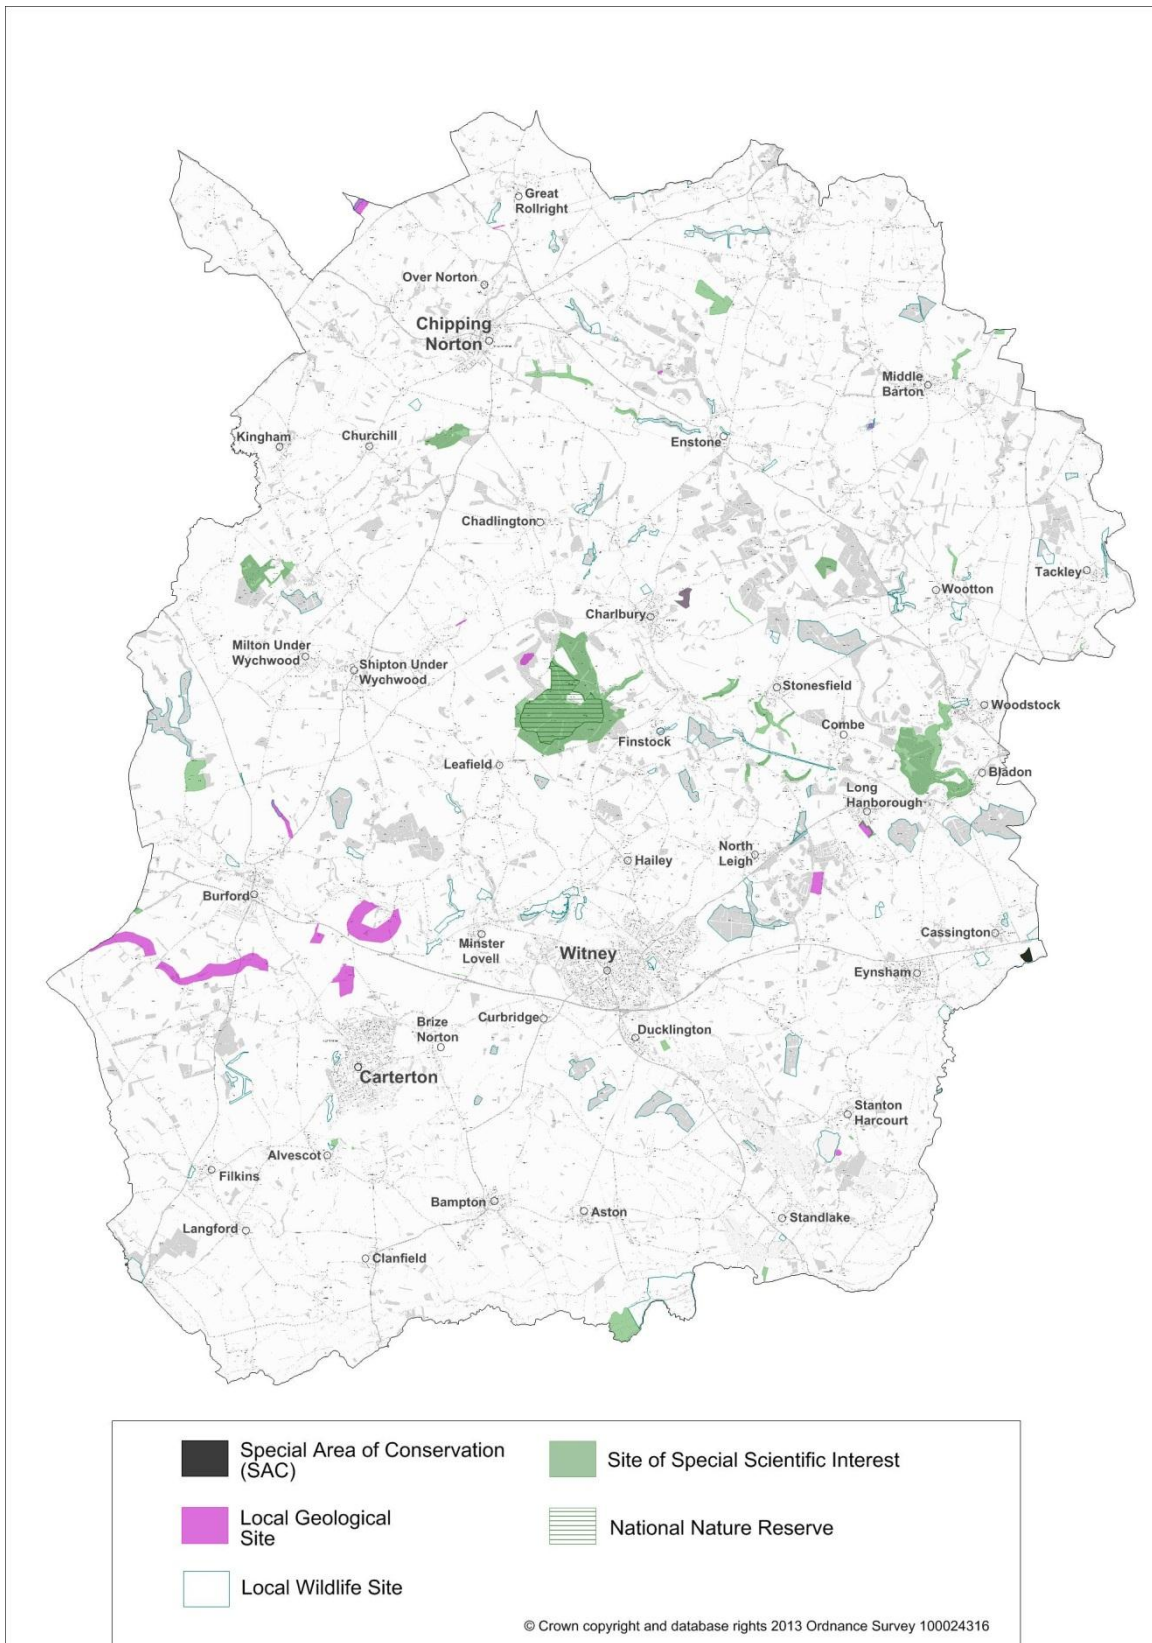 Great
Rollright
Over Norton
Chipping
Norton
Middle
Barton
Kingham
Churchill
Enstone
Chadlington
Tackley
Wootton
Charlbury
Milton Under
Wychwood
Shipton Under
Wychwood
Stonesfield
Woodstock
Combe
Finstock
Leafield
Bladon
Long
Hanborough
North
Leigh
Hailey
Burford
Cassington
Minster
Lovell
Witney
Eynsham
Curbridge
Brize
Norton
Ducklington
Carterton
Stanton
Harcourt
Alvescot
Filkins
Bampton
Aston
Standlake
Langford
Clanfield
Special Area of Conservation
(SAC)
Site of Special Scientific Interest
Local Geological
Site
National Nature Reserve
Local Wildlife Site
© Crown copyright and database rights 2013 Ordnance Survey 100024316